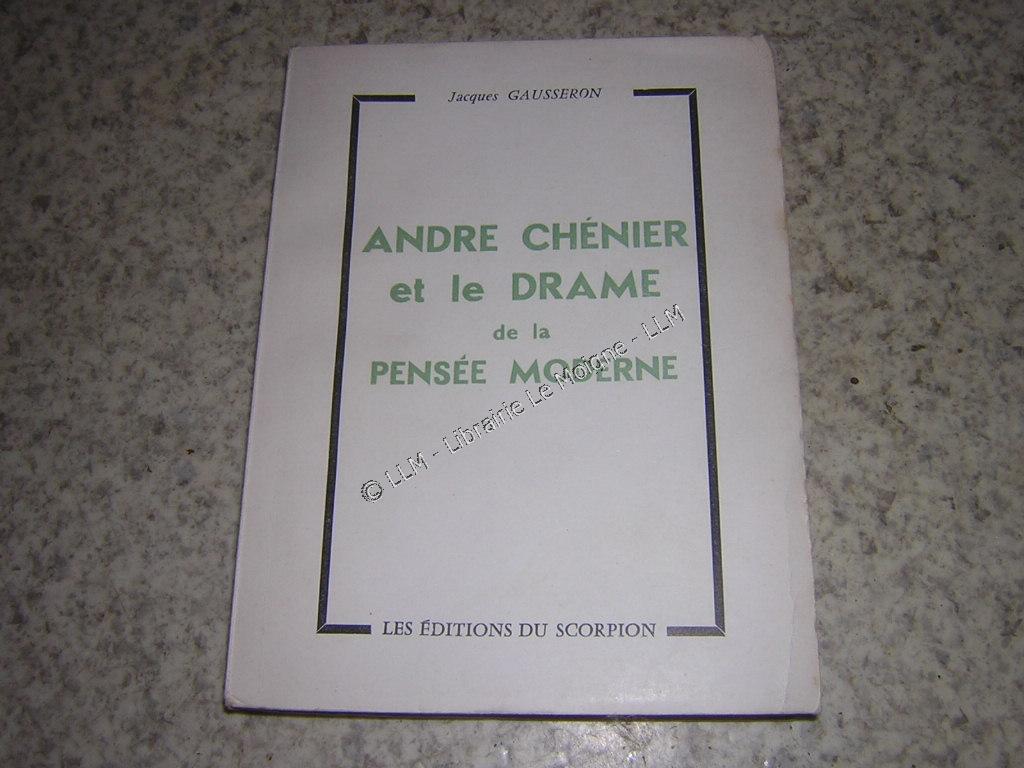 Jacques GAUSSERON
ANDRE CHÉNIER
et le DRAME
de la
PENSÉE MODERNE
© LLM - Librairie Le Moigne - LLM
LES ÉDITIONS DU SCORPION